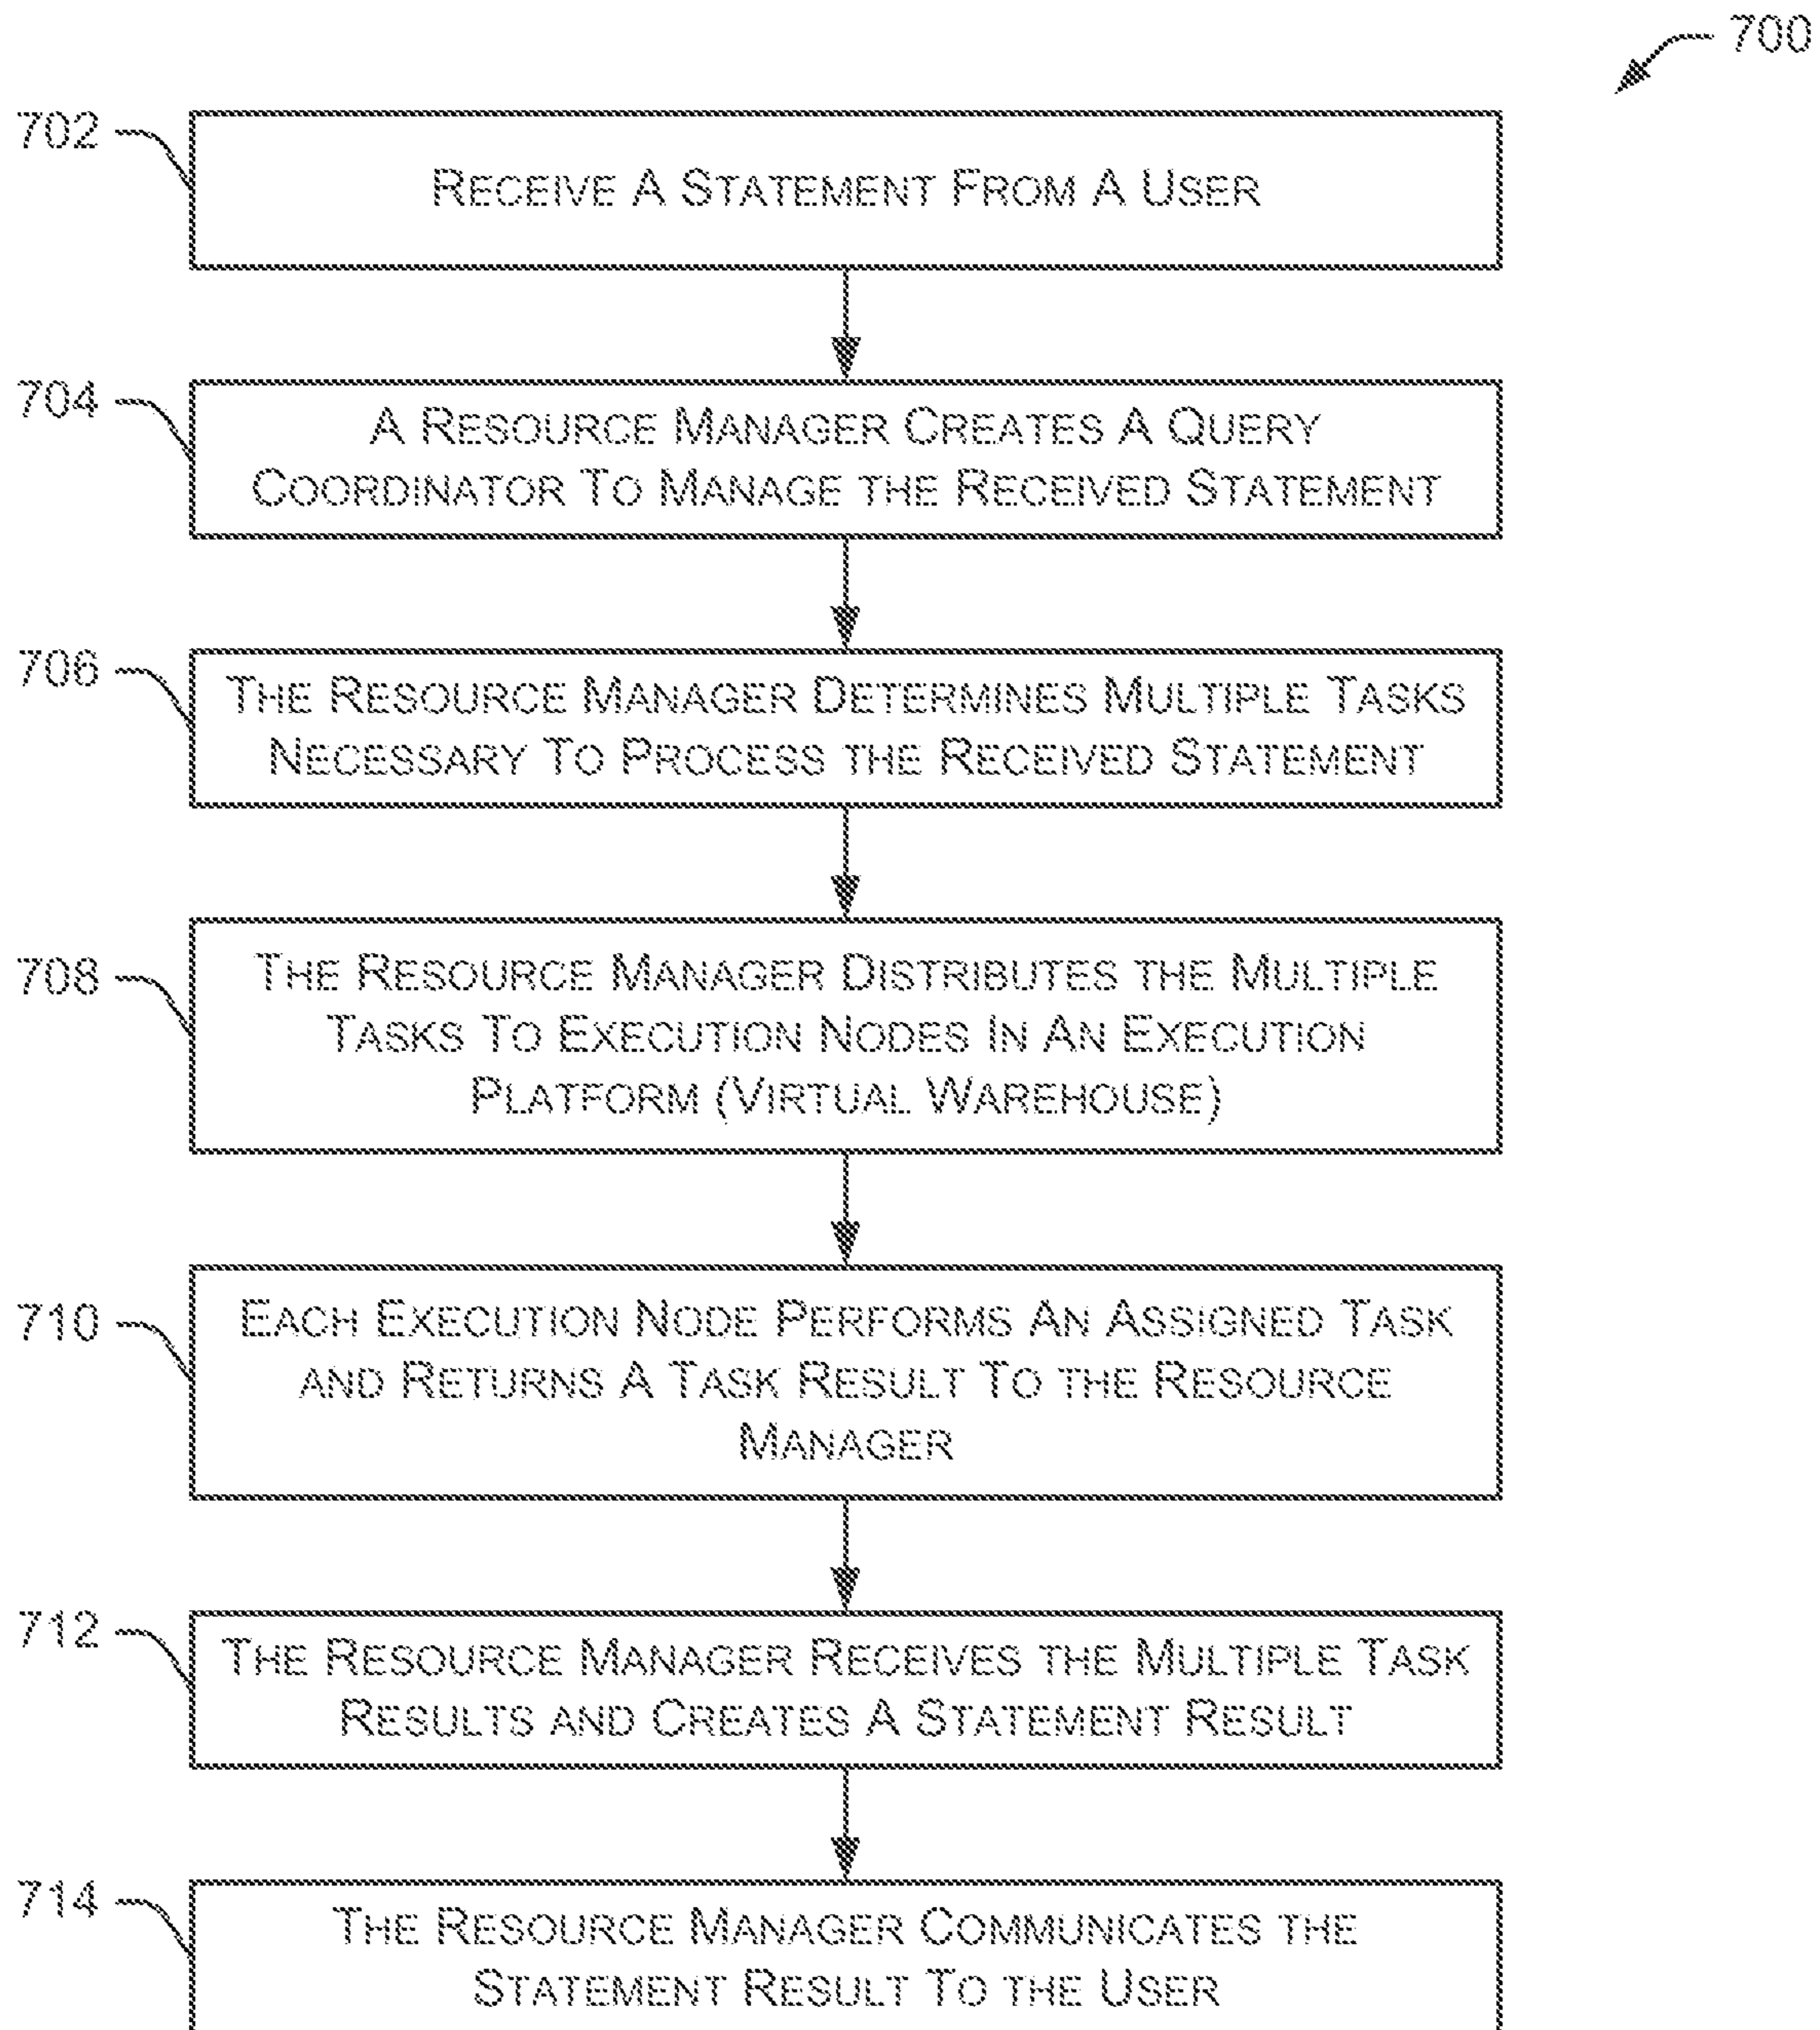 700
702
RECEIVE A STATEMENT FROM A USER
704
A RESOURCE MANAGER CREATES A QUERY
COORDINATOR TO MANAGE THE RECEIVED STATEMENT
706
THE RESOURCE MANAGER DETERMINES MULTIPLE TASKS
NECESSARY TO PROCESS THE RECEIVED STATEMENT
708
THE RESOURCE MANAGER DISTRIBUTES THE MULTIPLE
TASKS TO EXECUTION NODES IN AN EXECUTION
PLATFORM (VIRTUAL WAREHOUSE)
710
EACH EXECUTION NODE PERFORMS AN ASSIGNED TASK
AND RETURNS A TASK RESULT TO THE RESOURCE
MANAGER
712
THE RESOURCE MANAGER RECEIVES THE MULTIPLE TASK
RESULTS AND CREATES A STATEMENT RESULT
714
THE RESOURCE MANAGER COMMUNICATES THE
STATEMENT RESULT TO THE USER